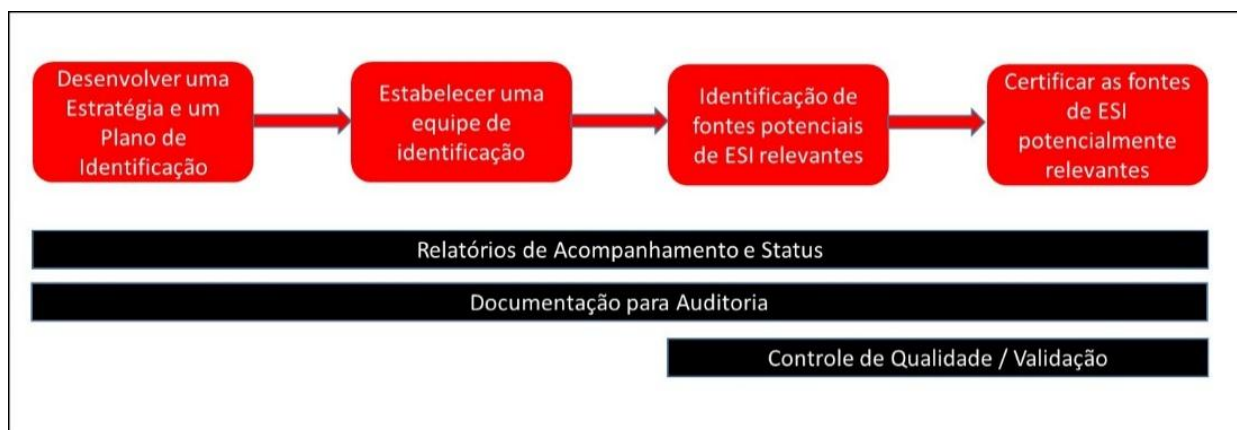 Desenvolver uma
Estratégia e um
Plano de
Identificação
Estabelecer uma
equipe de
identificação
Identificação de
fontes potenciais
de ESI relevantes
Certificar as fontes
de ESI
potencialmente
relevantes
Relatórios de Acompanhamento e Status
Documentação para Auditoria
Controle de Qualidade / Validação